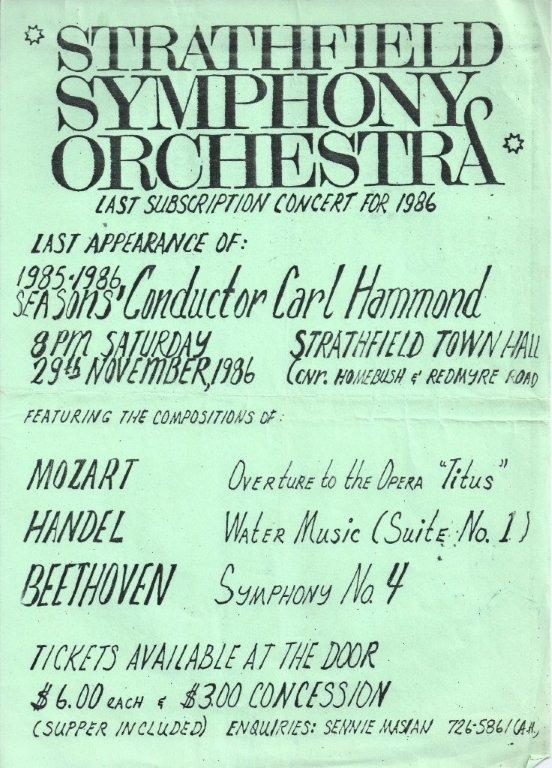 STRATHFIELD
SYMPHONY
ORCHESTRA
LAST SUBSCRIPTION CONCERT FOR 1986
LAST APPEARANCE OF:
1985-1986
SEASONS' Conductor Carl Hammond
8PM SATURDAY STRATHFIELD TOWN HALL
29th NOVEMBER, 1986 (cnr. HOMEBUSH & REDMYRE ROAD
FEATURING THE COMPOSITIONS OF:
MOZART OVERTURE to the OPERA "Titus"
HANDEL WATER MUSIC (Suite No. 1)
BEETHOVEN SYMPHONY No. 4
TICKETS AVAILABLE AT THE DOOR
$6.00 EACH & $3.00 CONCESSION
(SUPPER INCLUDED) ENQUIRIES: SENNIE MASIAN 726-5861 (A.H.)